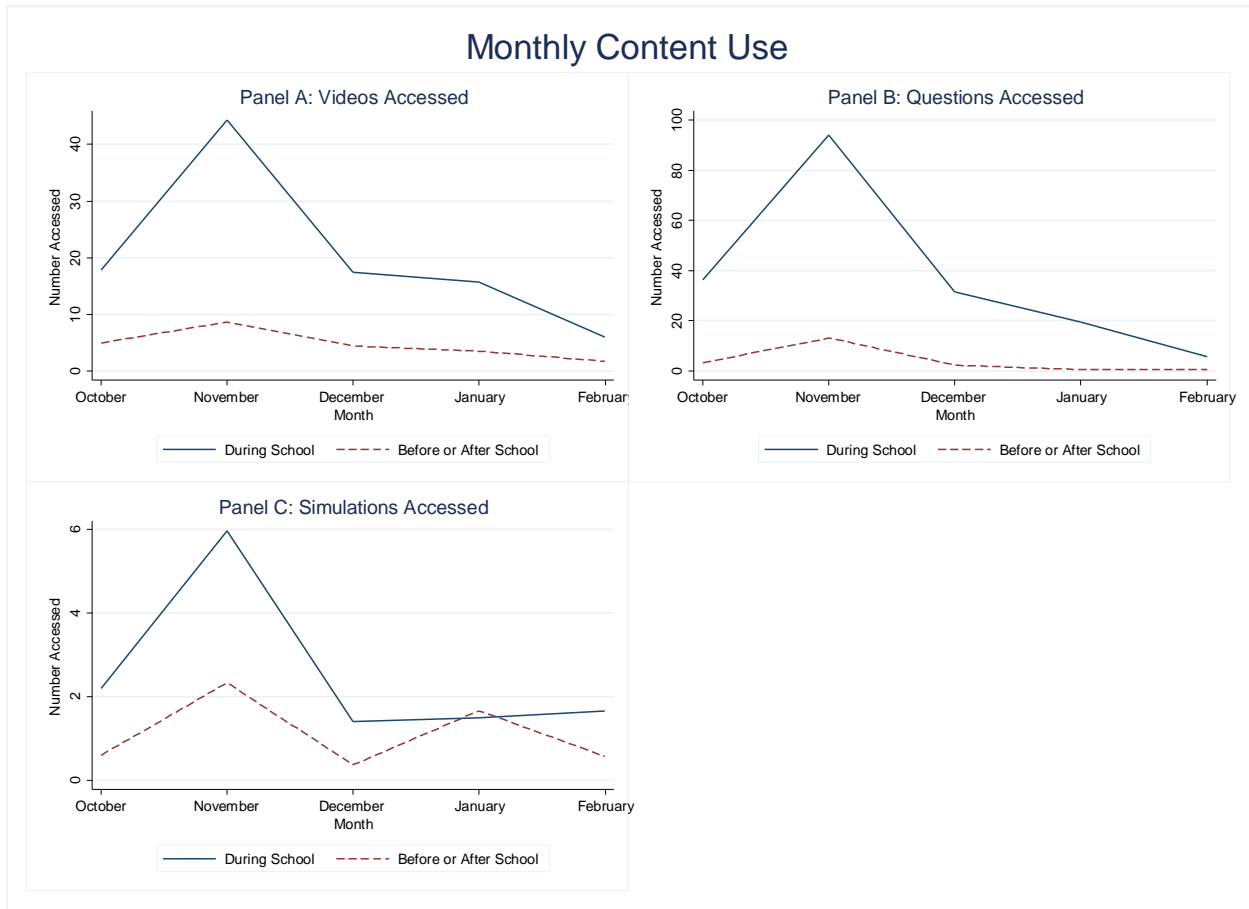 Monthly Content Use
Panel A: Videos Accessed
Number Accessed
40
30
20
10
0
October November December January February
Month
During School Before or After School
Panel B: Questions Accessed
Number Accessed
100
80
60
40
20
0
October November December January February
Month
During School Before or After School
Panel C: Simulations Accessed
Number Accessed
6
4
2
0
October November December January February
Month
During School Before or After School